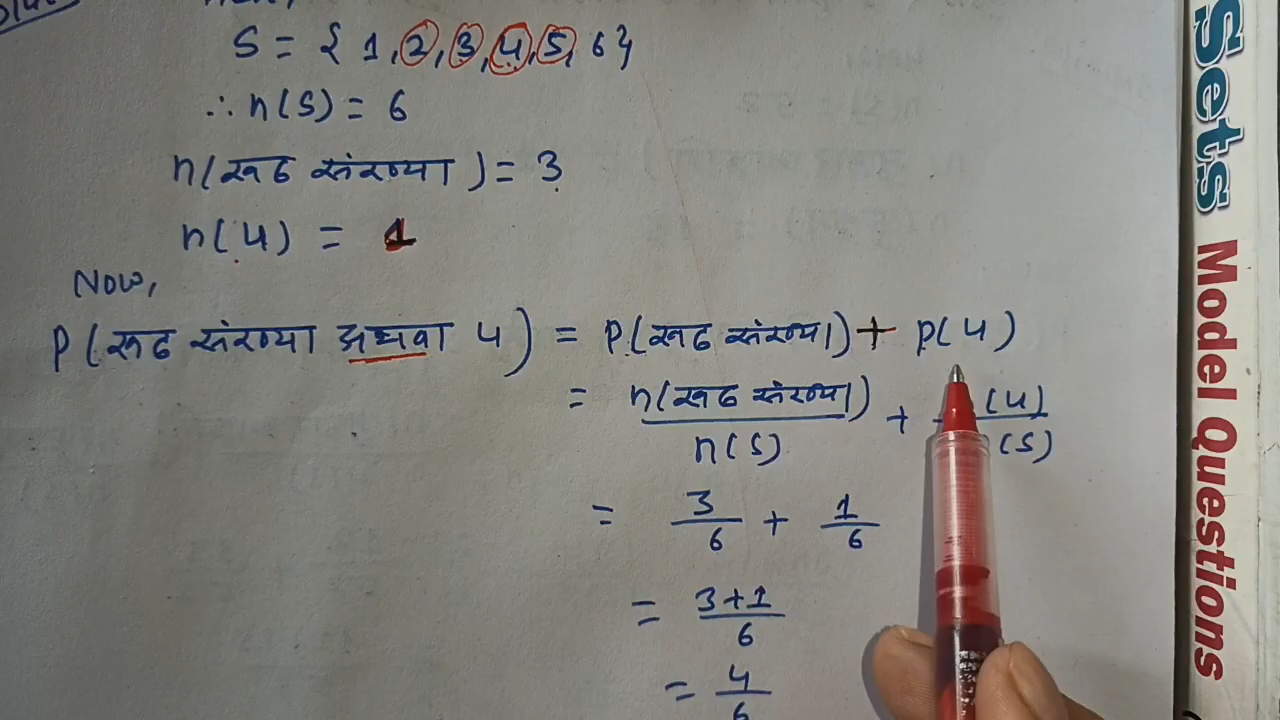 S = { 1, 2, 3, 4, 5, 6 }
∴ n(S) = 6
n(रूढ संख्या) = 3
n(4) = 1
Now,
P(रूढ संख्या अथवा 4) = P(रूढ संख्या) + P(4)
= n(रूढ संख्या)/n(S) + (4)/(S)
= 3/6 + 1/6
= 3+1/6
= 4/6
Sets Model Questions